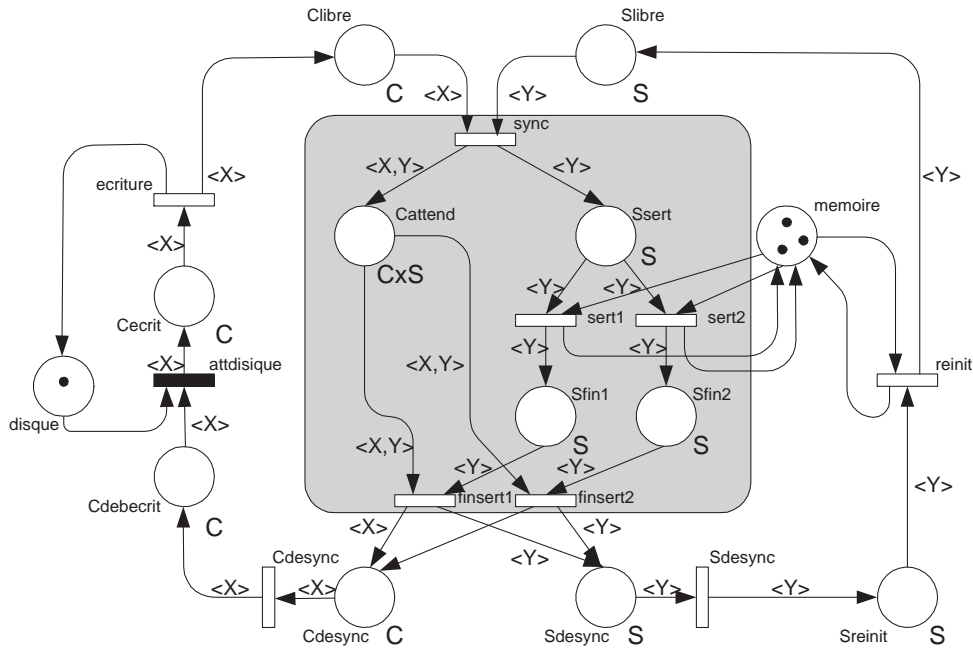 Clibre
Slibre
C
S
<X>
<Y>
sync
<X,Y>
<Y>
ecriture
<X>
<Y>
Cattend
Ssert
memoire
<X>
CxS
S
<Y>
<Y>
Cecrit
C
sert1
sert2
<X>
attdisique
<X,Y>
<Y>
<Y>
reinit
disque
Sfin1
Sfin2
<X>
S
S
<X,Y>
<Y>
<Y>
Cdebecrit
C
finsert1
finsert2
<Y>
<X>
<Y>
<Y>
Cdesync
Sdesync
<X>
<X>
<Y>
<Y>
Cdesync
C
Sdesync
S
Sreinit
S